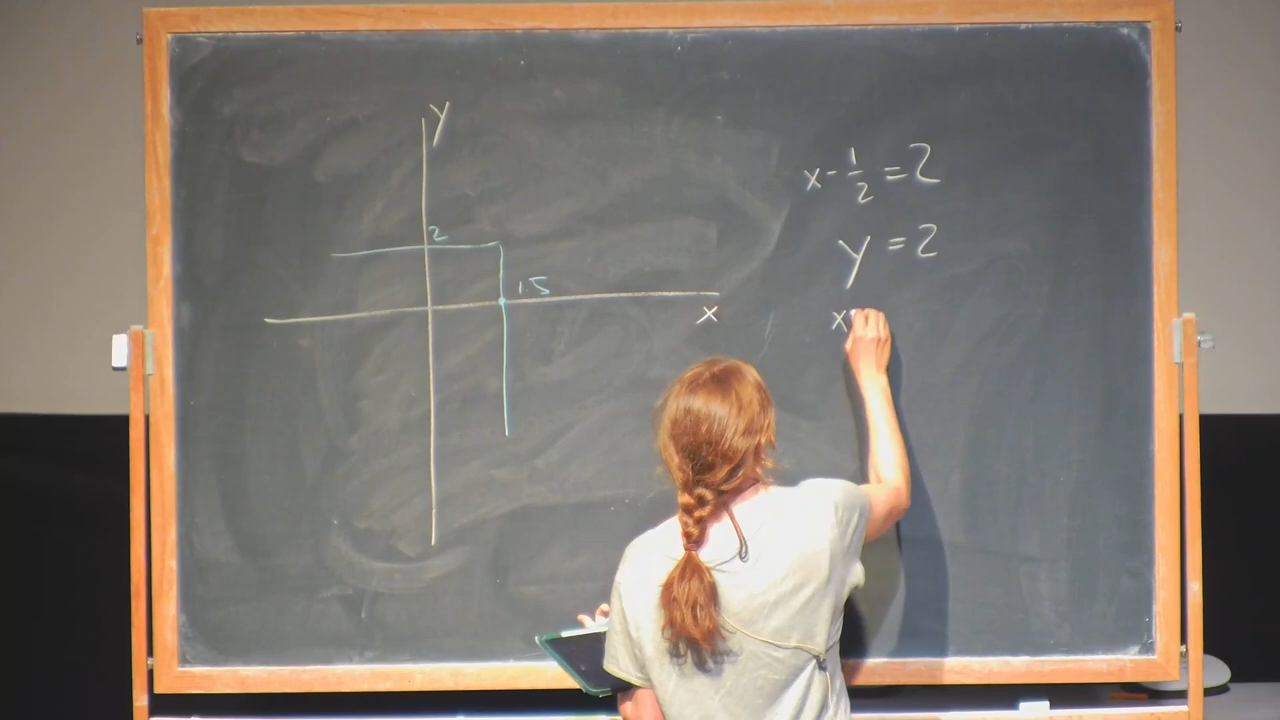 y
2
1.5
x
x - 1/2 = 2
y = 2
x